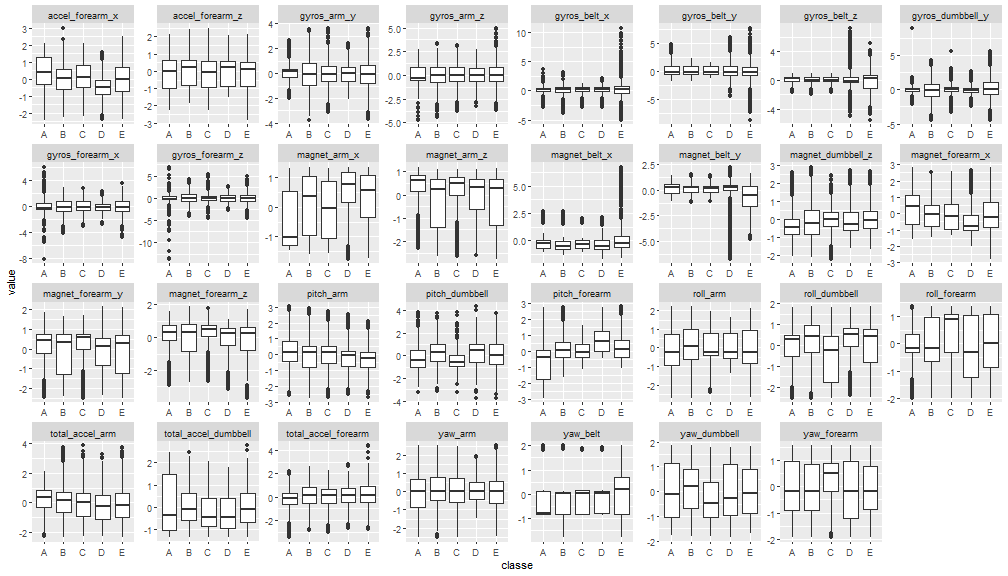 accel_forearm_x accel_forearm_z gyros_arm_y gyros_arm_z gyros_belt_x gyros_belt_y gyros_belt_z gyros_dumbbell_y
3 2 1 0 -1 -2
2 1 0 -1 -2 -3
4 2 0 -2 -4
5.0 2.5 0.0 -2.5 -5.0
10 5 0 -5
5 0 -5
4 0 -4
5 0 -5
A B C D E A B C D E A B C D E A B C D E A B C D E A B C D E A B C D E A B C D E
gyros_forearm_x gyros_forearm_z magnet_arm_x magnet_arm_z magnet_belt_x magnet_belt_y magnet_dumbbell_z magnet_forearm_x
4 0 -4 -8
5 0 -5 -10
1 0 -1
1 0 -1 -2
5.0 2.5 0.0
2.5 0.0 -2.5 -5.0
3 2 1 0 -1 -2
3 2 1 0 -1 -2 -3
A B C D E A B C D E A B C D E A B C D E A B C D E A B C D E A B C D E A B C D E
value
magnet_forearm_y magnet_forearm_z pitch_arm pitch_dumbbell pitch_forearm roll_arm roll_dumbbell roll_forearm
2 1 0 -1 -2
2 0 -2
3 2 1 0 -1 -2 -3
4 2 0 -2 -4
3 2 1 0 -1 -2 -3
2 1 0 -1 -2
2 1 0 -1 -2
1 0 -1 -2
A B C D E A B C D E A B C D E A B C D E A B C D E A B C D E A B C D E A B C D E
total_accel_arm total_accel_dumbbell total_accel_forearm yaw_arm yaw_belt yaw_dumbbell yaw_forearm
4 2 0 -2
2 1 0 -1
4 2 0 -2
2 1 0 -1 -2
2 1 0 -1
2 1 0 -1 -2
1 0 -1 -2
A B C D E A B C D E A B C D E A B C D E A B C D E A B C D E A B C D E
classe